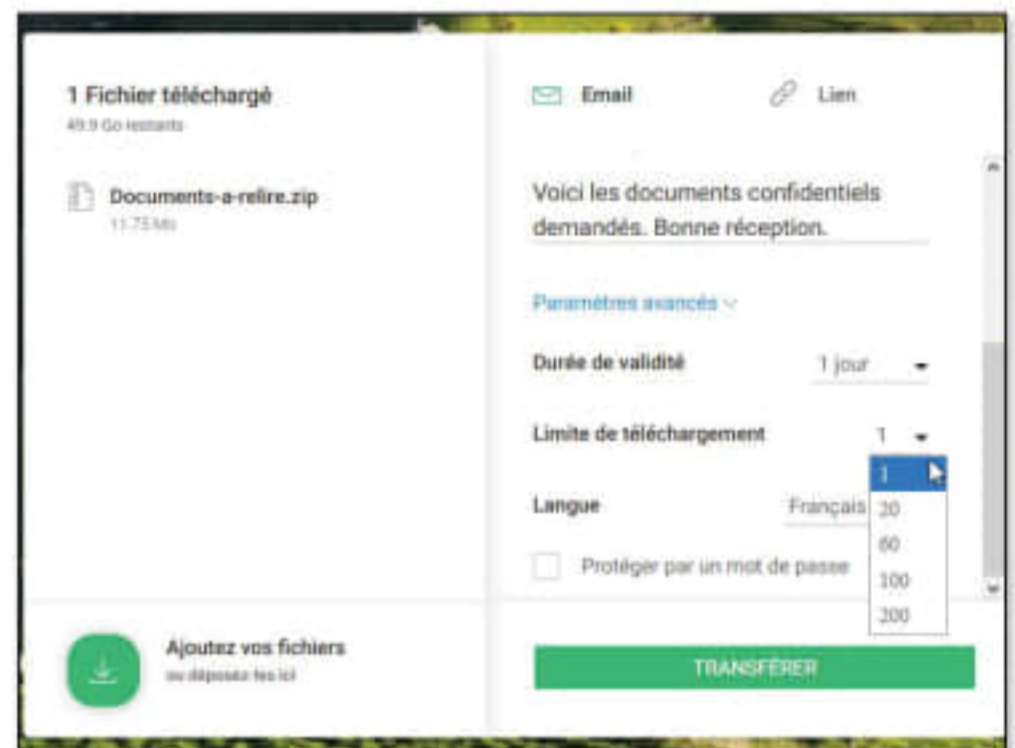 1 Fichier téléchargé
49.9 Go restants
Documents-a-relire.zip
11.75 Mo
Ajoutez vos fichiers
ou déposez les ici
Email
Lien
Voici les documents confidentiels
demandés. Bonne réception.
Paramètres avancés
Durée de validité 1 jour
Limite de téléchargement 1
1
20
60
100
200
Langue Français
Protéger par un mot de passe
TRANSFÉRER